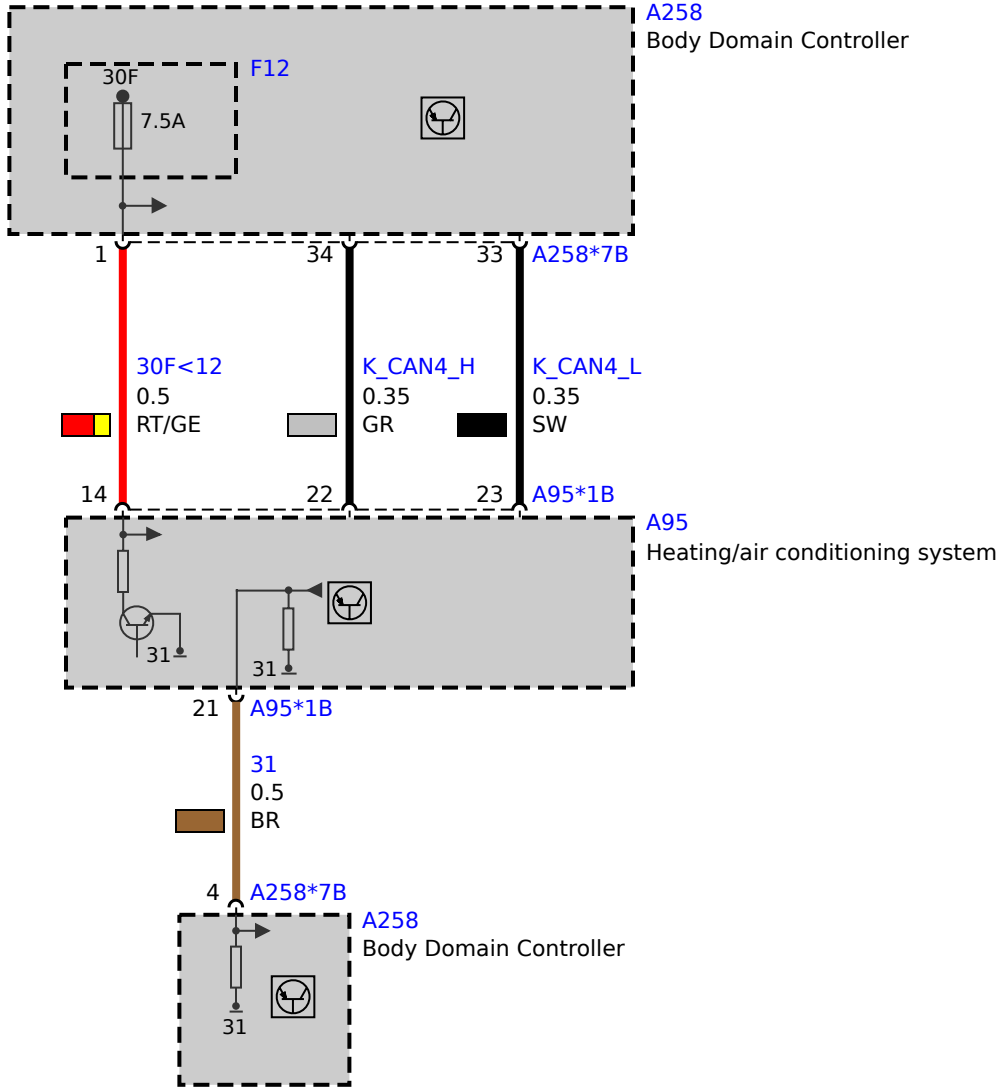 A258
Body Domain Controller
F12
30F
7.5A
1
34
33
A258*7B
30F<12
0.5
RT/GE
K_CAN4_H
0.35
GR
K_CAN4_L
0.35
SW
14
22
23
A95*1B
A95
Heating/air conditioning system
31
31
21
A95*1B
31
0.5
BR
4
A258*7B
A258
Body Domain Controller
31